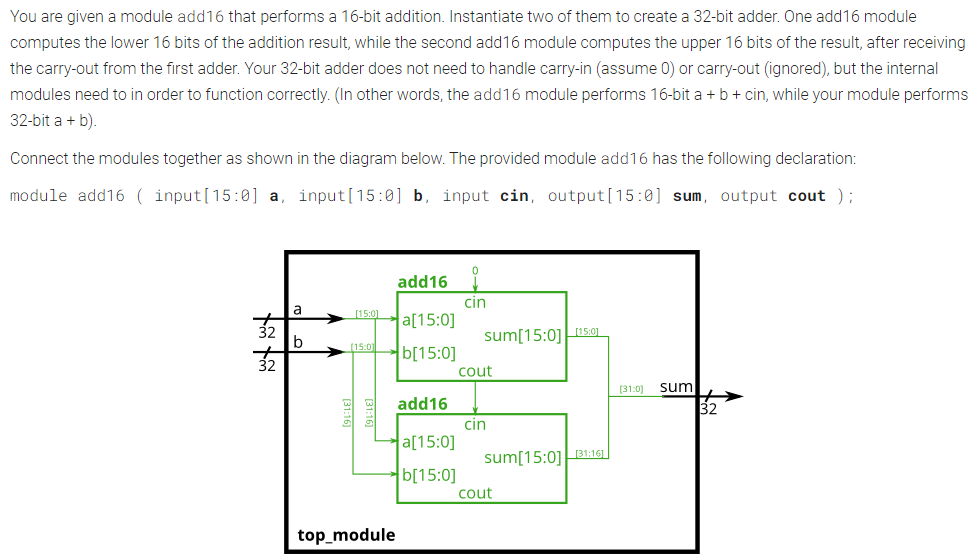 You are given a module add16 that performs a 16-bit addition. Instantiate two of them to create a 32-bit adder. One add16 module
computes the lower 16 bits of the addition result, while the second add16 module computes the upper 16 bits of the result, after receiving
the carry-out from the first adder. Your 32-bit adder does not need to handle carry-in (assume 0) or carry-out (ignored), but the internal
modules need to in order to function correctly. (In other words, the add16 module performs 16-bit a + b + cin, while your module performs
32-bit a + b).
Connect the modules together as shown in the diagram below. The provided module add16 has the following declaration:
module add16 ( input[15:0] a, input[15:0] b, input cin, output[15:0] sum, output cout );
0
add16
cin
a
[15:0]
a[15:0]
32
sum[15:0]
[15:0]
b
[15:0]
b[15:0]
32
cout
[31:0]
sum
32
[31:16]
[31:16]
add16
cin
a[15:0]
sum[15:0]
[31:16]
b[15:0]
cout
top_module